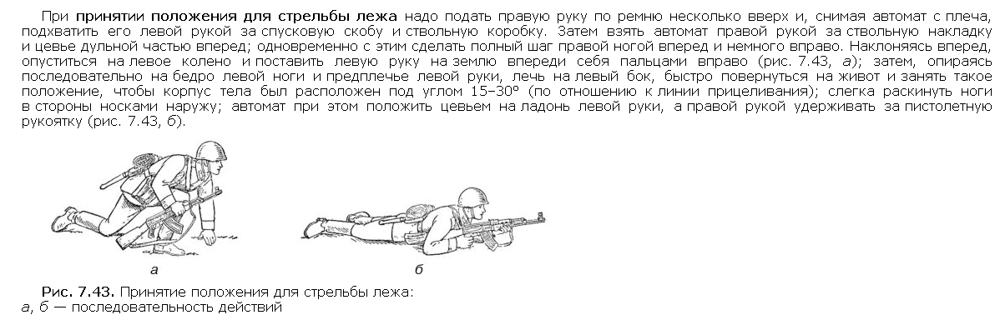 При принятии положения для стрельбы лежа надо подать правую руку по ремню несколько вверх и, снимая автомат с плеча,
подхватить его левой рукой за спусковую скобу и ствольную коробку. Затем взять автомат правой рукой за ствольную накладку
и цевье дульной частью вперед; одновременно с этим сделать полный шаг правой ногой вперед и немного вправо. Наклоняясь вперед,
опуститься на левое колено и поставить левую руку на землю впереди себя пальцами вправо (рис. 7.43, а); затем, опираясь
последовательно на бедро левой ноги и предплечье левой руки, лечь на левый бок, быстро повернуться на живот и занять такое
положение, чтобы корпус тела был расположен под углом 15–30° (по отношению к линии прицеливания); слегка раскинуть ноги
в стороны носками наружу; автомат при этом положить цевьем на ладонь левой руки, а правой рукой удерживать за пистолетную
рукоятку (рис. 7.43, б).
а
б
Рис. 7.43. Принятие положения для стрельбы лежа:
а, б — последовательность действий